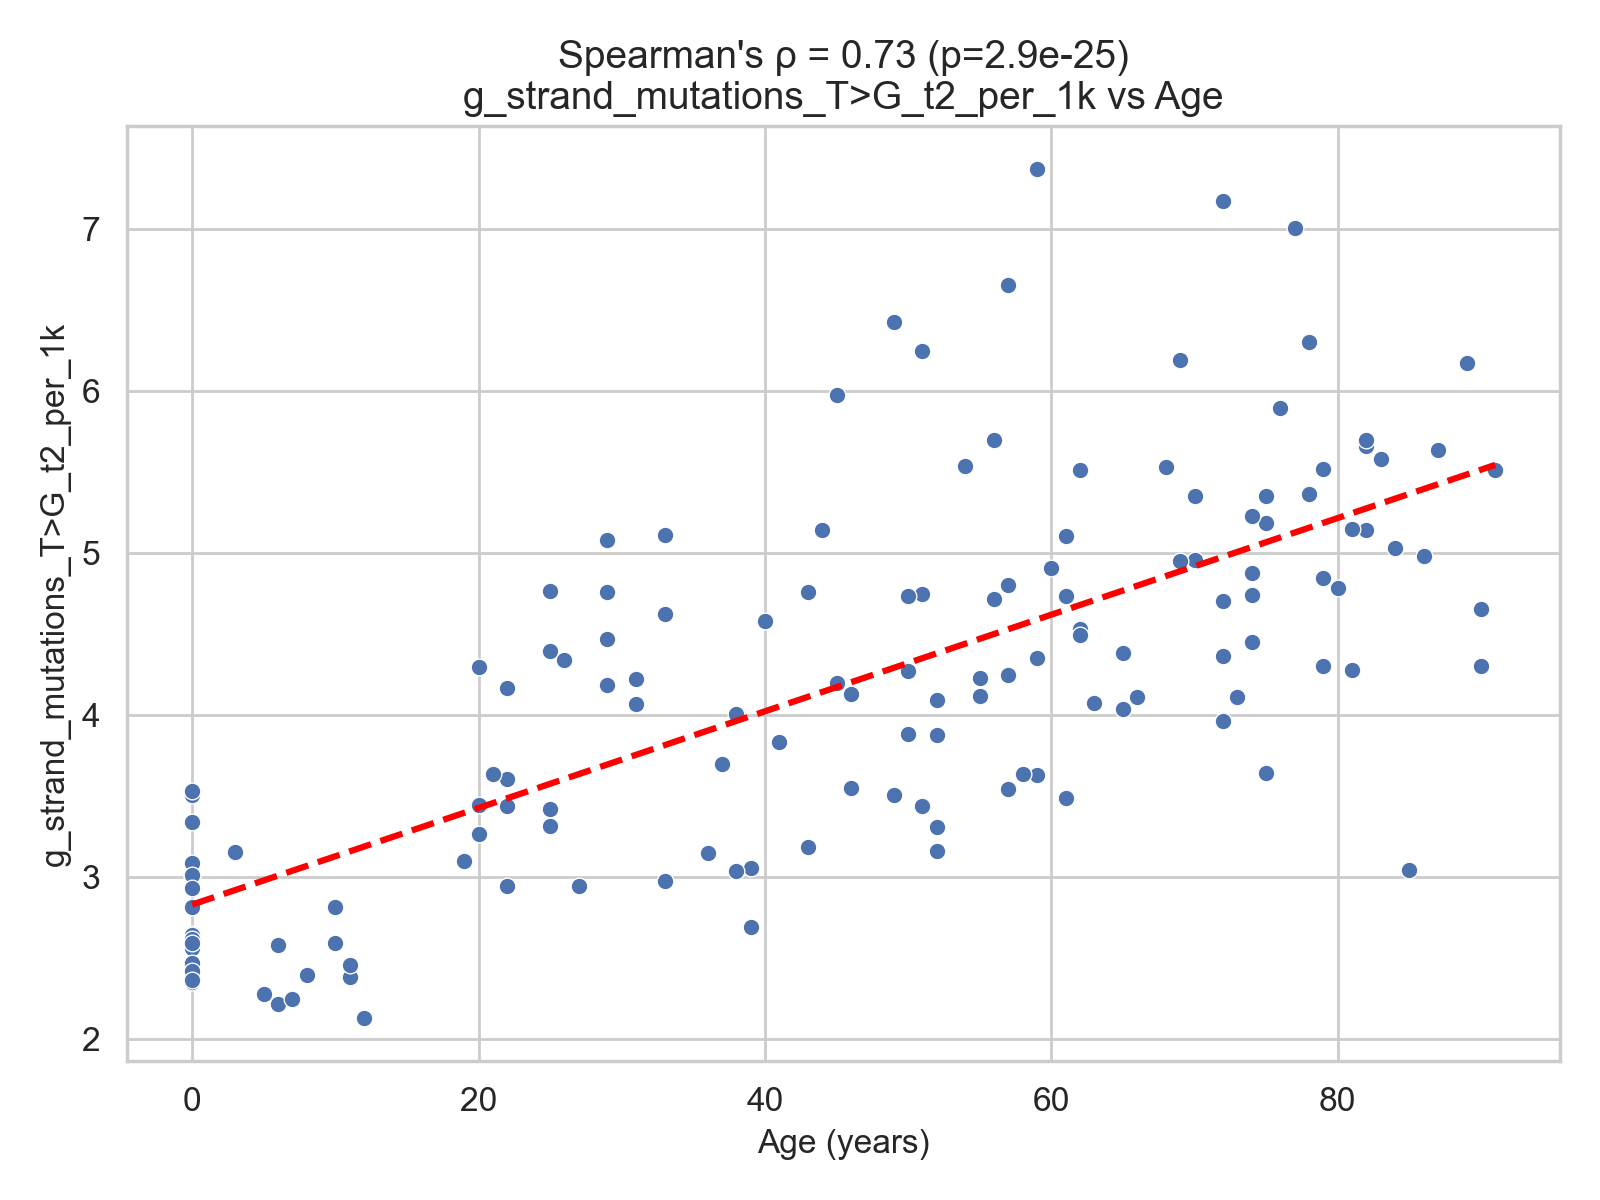 Spearman's ρ = 0.73 (p=2.9e-25)
g_strand_mutations_T>G_t2_per_1k vs Age
g_strand_mutations_T>G_t2_per_1k
7
6
5
4
3
2
0
20
40
60
80
Age (years)